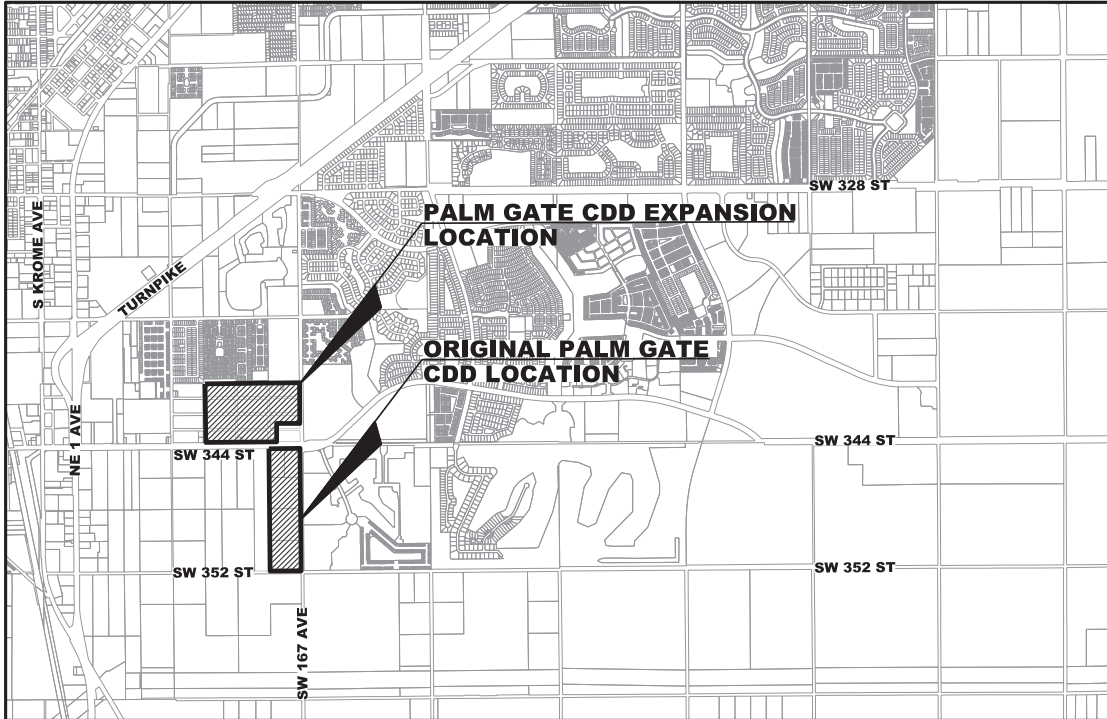 SW 328 ST
PALM GATE CDD EXPANSION
LOCATION
S KROME AVE
TURNPIKE
ORIGINAL PALM GATE
CDD LOCATION
NE 1 AVE
SW 344 ST
SW 344 ST
SW 352 ST
SW 352 ST
SW 167 AVE